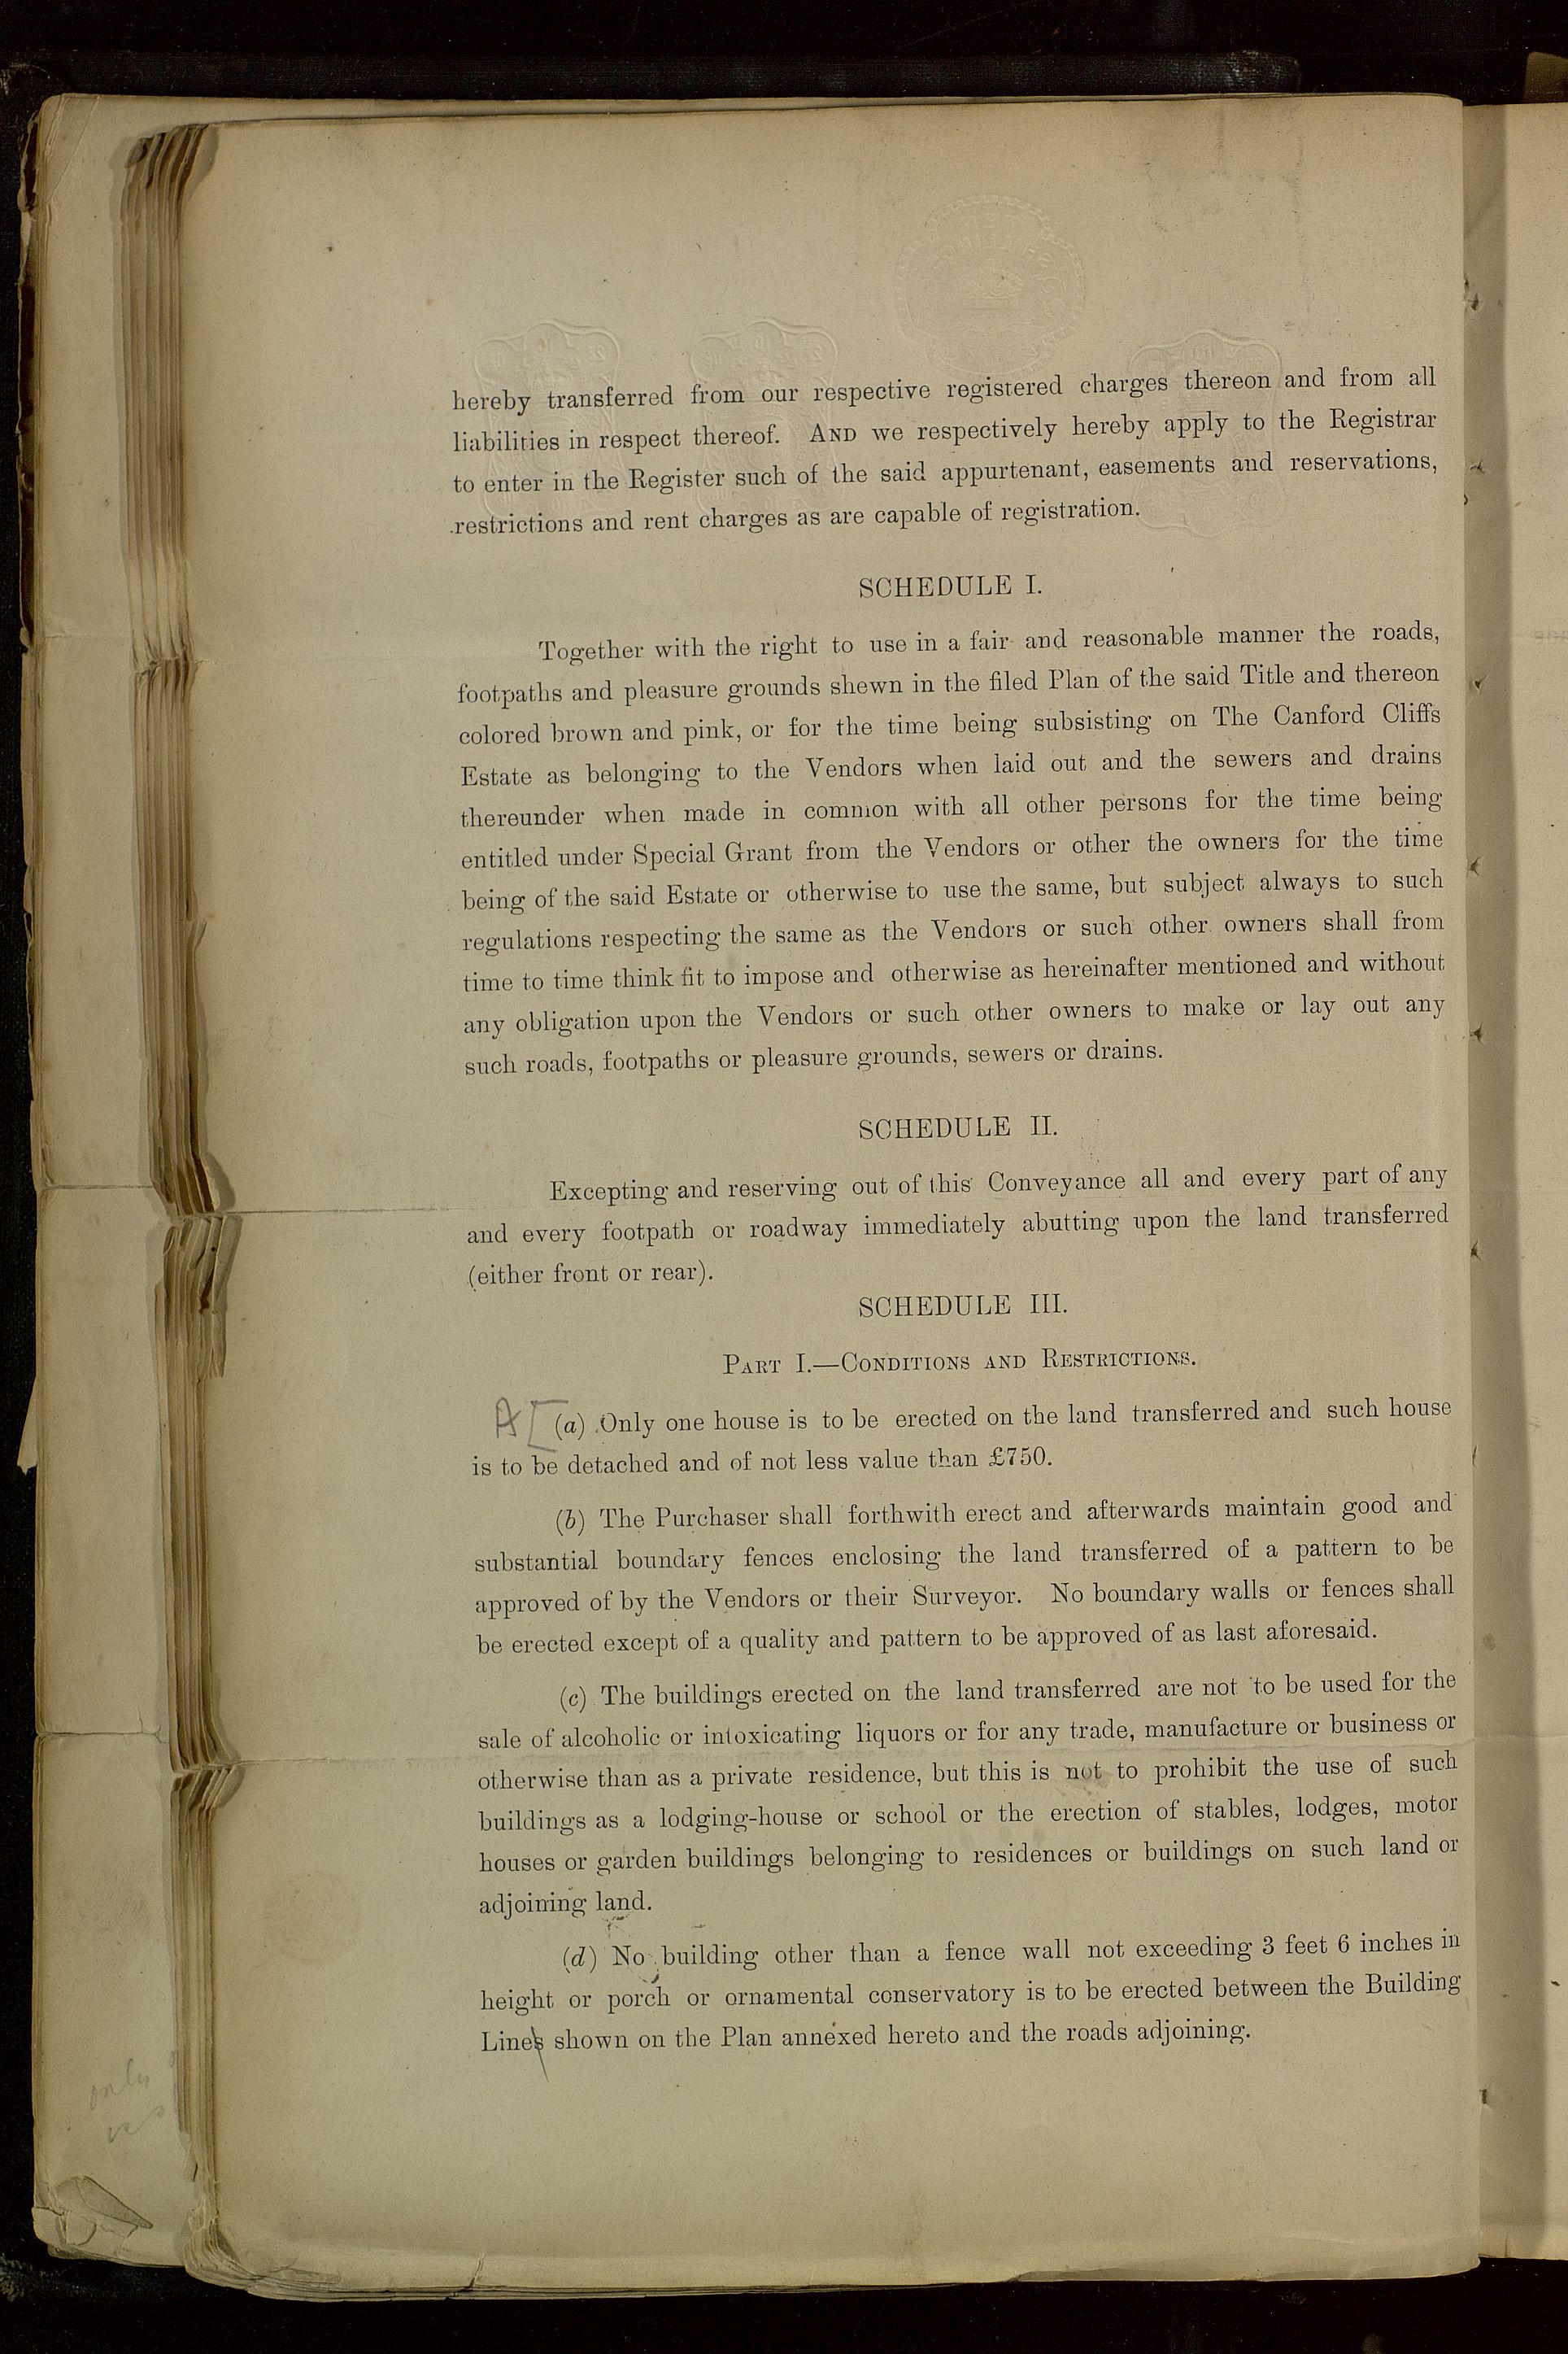 hereby transferred from our respective registered charges thereon and from all
liabilities in respect thereof. AND we respectively hereby apply to the Registrar
to enter in the Register such of the said appurtenant, easements and reservations,
restrictions and rent charges as are capable of registration.
SCHEDULE I.
Together with the right to use in a fair and reasonable manner the roads,
footpaths and pleasure grounds shewn in the filed Plan of the said Title and thereon
colored brown and pink, or for the time being subsisting on The Canford Cliffs
Estate as belonging to the Vendors when laid out and the sewers and drains
thereunder when made in common with all other persons for the time being
entitled under Special Grant from the Vendors or other the owners for the time
being of the said Estate or otherwise to use the same, but subject always to such
regulations respecting the same as the Vendors or such other owners shall from
time to time think fit to impose and otherwise as hereinafter mentioned and without
any obligation upon the Vendors or such other owners to make or lay out any
such roads, footpaths or pleasure grounds, sewers or drains.
SCHEDULE II.
Excepting and reserving out of this Conveyance all and every part of any
and every footpath or roadway immediately abutting upon the land transferred
(either front or rear).
SCHEDULE III.
PART I.—CONDITIONS AND RESTRICTIONS.
A [ (a) Only one house is to be erected on the land transferred and such house
is to be detached and of not less value than £750.
(b) The Purchaser shall forthwith erect and afterwards maintain good and
substantial boundary fences enclosing the land transferred of a pattern to be
approved of by the Vendors or their Surveyor. No boundary walls or fences shall
be erected except of a quality and pattern to be approved of as last aforesaid.
(c) The buildings erected on the land transferred are not to be used for the
sale of alcoholic or intoxicating liquors or for any trade, manufacture or business or
otherwise than as a private residence, but this is not to prohibit the use of such
buildings as a lodging-house or school or the erection of stables, lodges, motor
houses or garden buildings belonging to residences or buildings on such land or
adjoining land.
(d) No building other than a fence wall not exceeding 3 feet 6 inches in
height or porch or ornamental conservatory is to be erected between the Building
Lines shown on the Plan annexed hereto and the roads adjoining.
only